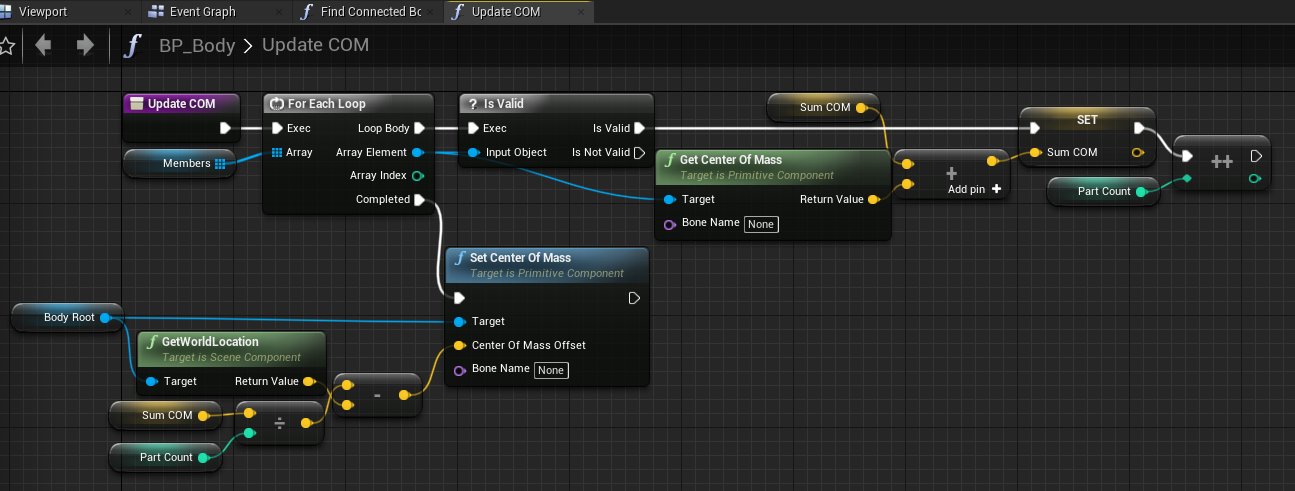 Viewport
Event Graph
Find Connected Bo
Update COM
BP_Body > Update COM
Update COM
Members
For Each Loop
Exec
Loop Body
Array
Array Element
Array Index
Completed
? Is Valid
Exec
Is Valid
Input Object
Is Not Valid
Sum COM
f Get Center Of Mass
Target is Primitive Component
Target
Return Value
Bone Name
None
+
Add pin +
SET
Sum COM
Part Count
++
f Set Center Of Mass
Target is Primitive Component
Target
Center Of Mass Offset
Bone Name
None
Body Root
f GetWorldLocation
Target is Scene Component
Target
Return Value
Sum COM
Part Count
÷
-